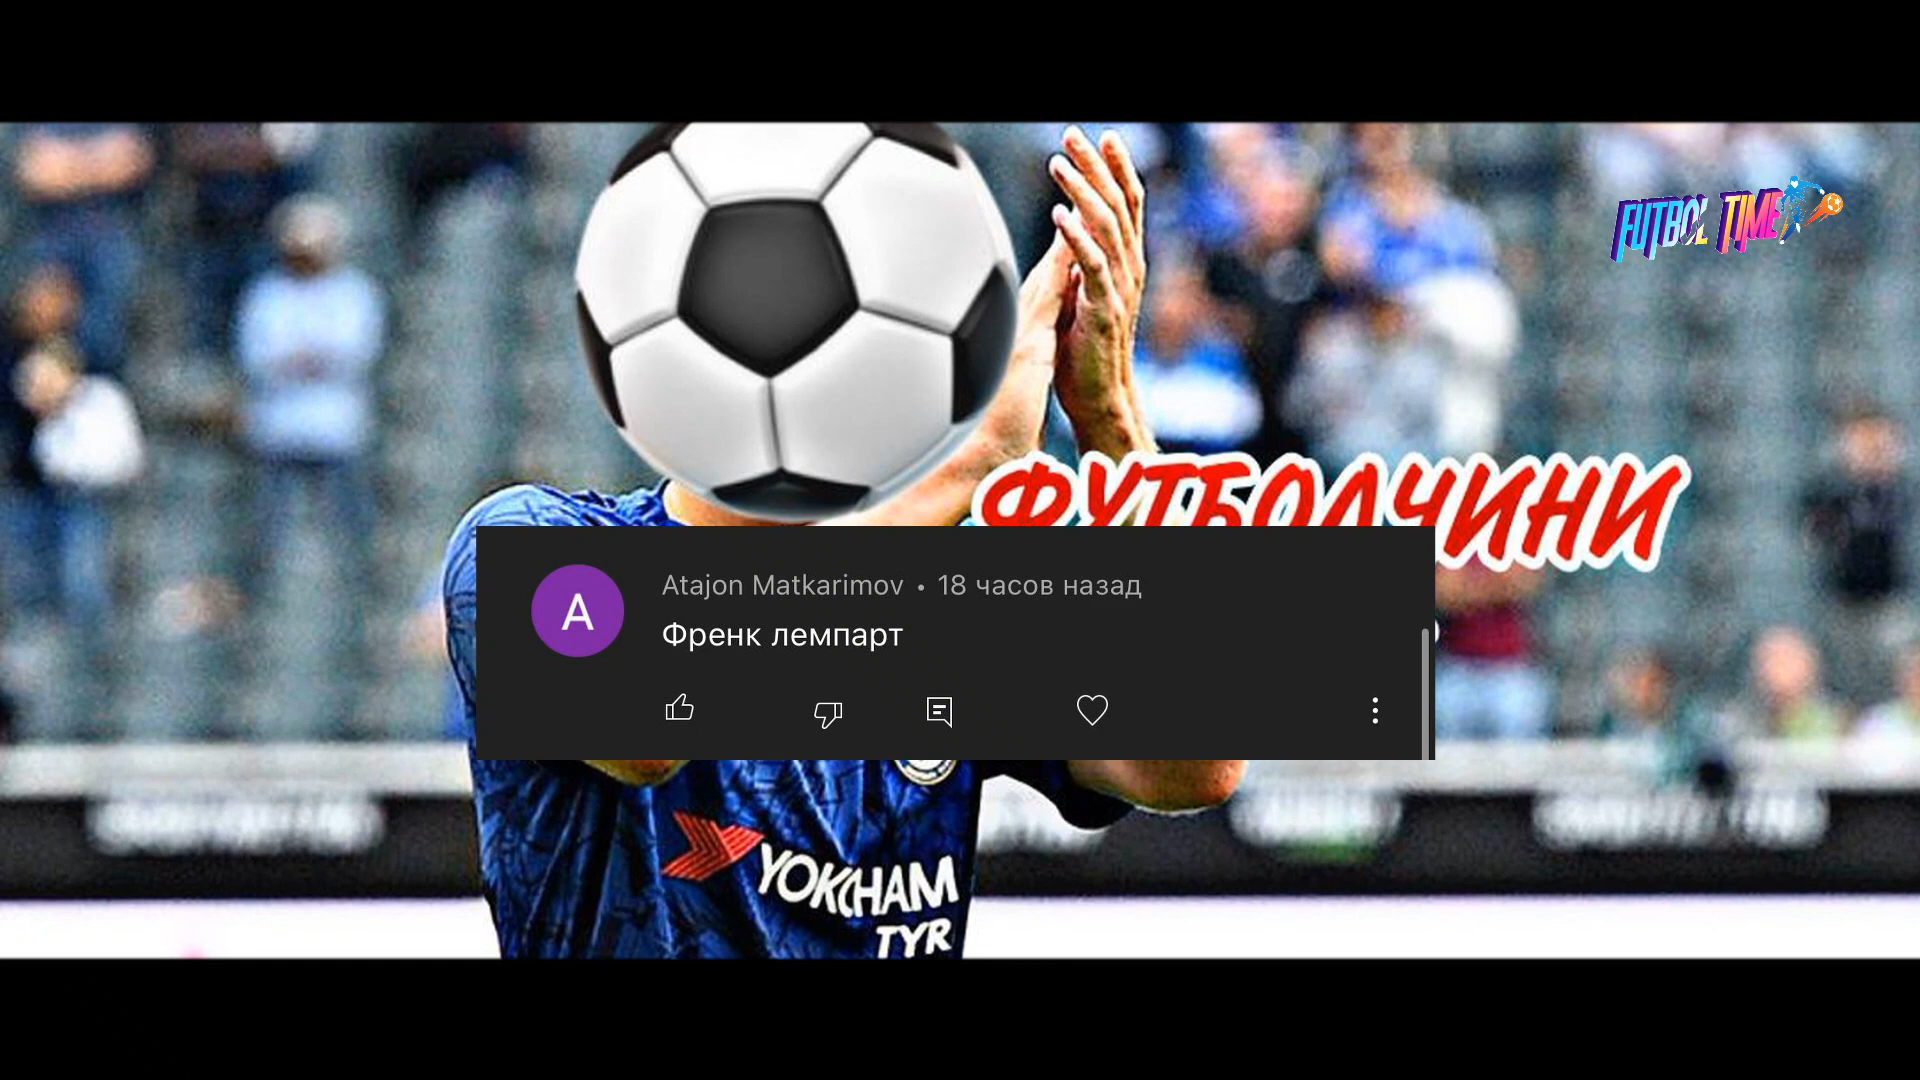 FUTBOL TIME
ФУТБОЛЧИНИ
Atajon Matkarimov • 18 часов назад
A
Френк лемпарт
YOKOHAMA
TYR